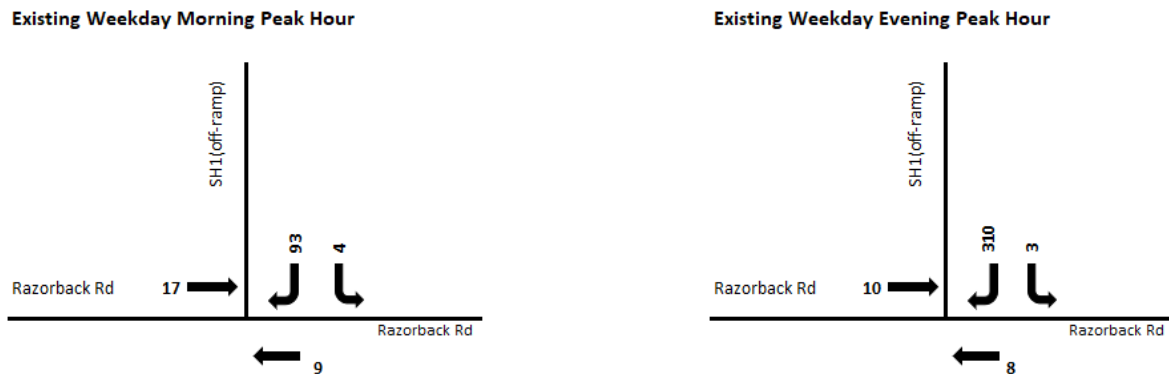 Existing Weekday Morning Peak Hour
SH1(off-ramp)
93
4
Razorback Rd
17
Razorback Rd
9
Existing Weekday Evening Peak Hour
SH1(off-ramp)
310
3
Razorback Rd
10
Razorback Rd
8